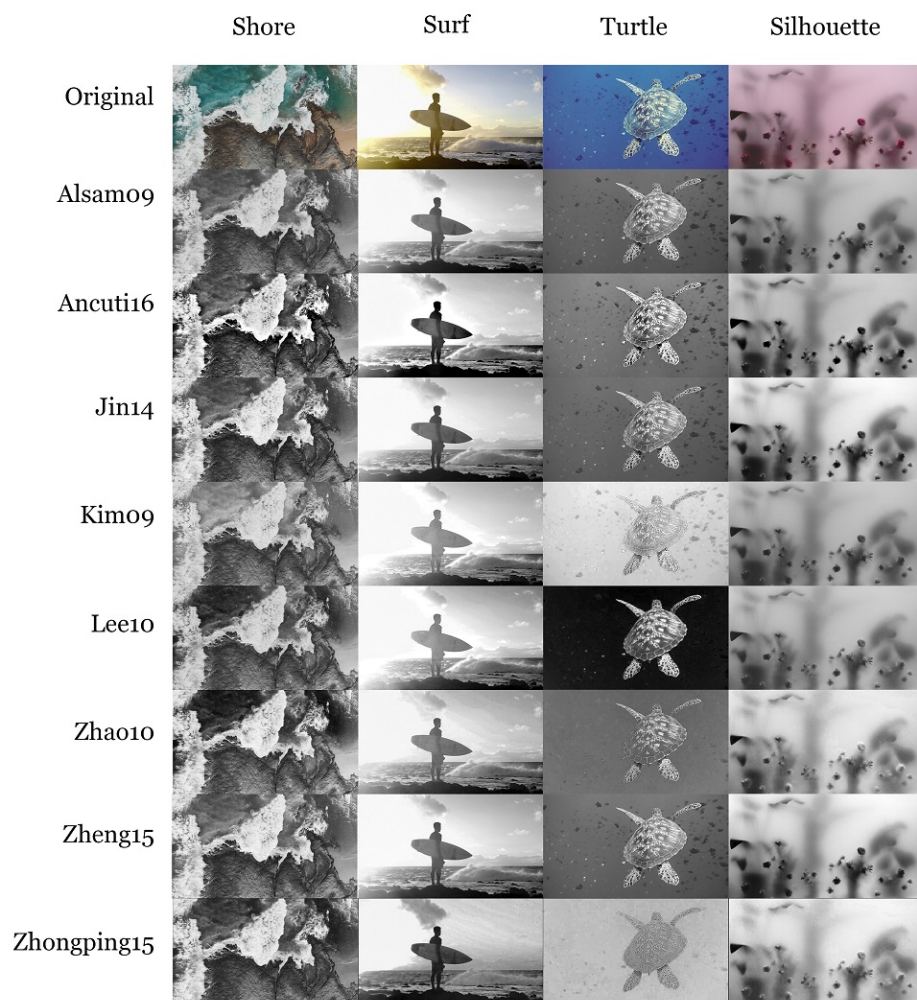 Shore Surf Turtle Silhouette
Original
Alsam09
Ancuti16
Jin14
Kim09
Lee10
Zhao10
Zheng15
Zhongping15